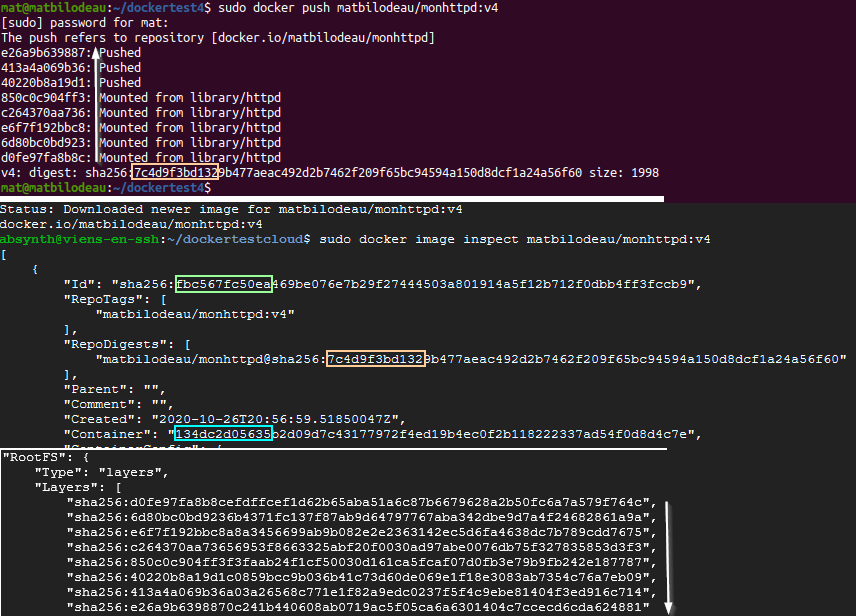 mat@matbilodeau:~/dockertest4$ sudo docker push matbilodeau/monhttpd:v4
[sudo] password for mat:
The push refers to repository [docker.io/matbilodeau/monhttpd]
e26a9b639887: Pushed
413a4a069b36: Pushed
40220b8a19d1: Pushed
850c0c904ff3: Mounted from library/httpd
c264370aa736: Mounted from library/httpd
e6f7f192bbc8: Mounted from library/httpd
6d80bc0bd923: Mounted from library/httpd
d0fe97fa8b8c: Mounted from library/httpd
v4: digest: sha256:7c4d9f3bd1329b477aeac492d2b7462f209f65bc94594a150d8dcf1a24a56f60 size: 1998
mat@matbilodeau:~/dockertest4$
Status: Downloaded newer image for matbilodeau/monhttpd:v4
docker.io/matbilodeau/monhttpd:v4
absynth@viens-en-ssh:~/dockertestcloud$ sudo docker image inspect matbilodeau/monhttpd:v4
[
    {
        "Id": "sha256:fbc567fc50ea469be076e7b29f27444503a801914a5f12b712f0dbb4ff3fccb9",
        "RepoTags": [
            "matbilodeau/monhttpd:v4"
        ],
        "RepoDigests": [
            "matbilodeau/monhttpd@sha256:7c4d9f3bd1329b477aeac492d2b7462f209f65bc94594a150d8dcf1a24a56f60"
        ],
        "Parent": "",
        "Comment": "",
        "Created": "2020-10-26T20:56:59.51850047Z",
        "Container": "134dc2d05635b2d09d7c43177972f4ed19b4ec0f2b118222337ad54f0d8d4c7e",
"RootFS": {
    "Type": "layers",
    "Layers": [
        "sha256:d0fe97fa8b8cefdffcef1d62b65aba51a6c87b6679628a2b50fc6a7a579f764c",
        "sha256:6d80bc0bd9236b4371fc137f87ab9d64797767aba342dbe9d7a4f24682861a9a",
        "sha256:e6f7f192bbc8a8a3456699ab9b082e2e2363142ec5d6fa4638dc7b789cdd7675",
        "sha256:c264370aa73656953f8663325abf20f0030ad97abe0076db75f327835853d3f3",
        "sha256:850c0c904ff3f3faab24f1cf50030d161ca5fcaf07d0fb3e79b9fb242e187787",
        "sha256:40220b8a19d1c0859bcc9b036b41c73d60de069e1f18e3083ab7354c76a7eb09",
        "sha256:413a4a069b36a03a26568c771e1f82a9edc0237f5f4c9ebe81404f3ed916c714",
        "sha256:e26a9b6398870c241b440608ab0719ac5f05ca6a6301404c7ccecd6cda624881"